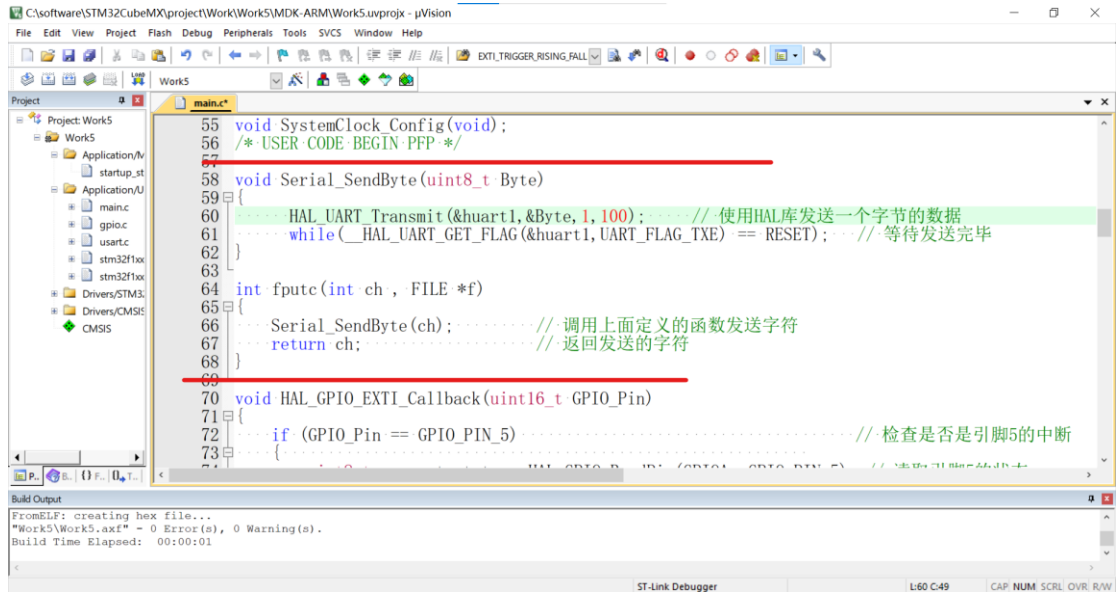 C:\software\STM32CubeMX\project\Work\Work5\MDK-ARM\Work5.uvprojx - µVision
File Edit View Project Flash Debug Peripherals Tools SVCS Window Help
EXTI_TRIGGER_RISING_FALL
LOAD Work5
Project
main.c*
Project: Work5
Work5
Application/M
startup_st
Application/U
main.c
gpio.c
usart.c
stm32f1xx
stm32f1xx
Drivers/STM32
Drivers/CMSIS
CMSIS
55 void SystemClock_Config(void);
56 /* USER CODE BEGIN PFP */
57
58 void Serial_SendByte(uint8_t Byte)
59 {
60 HAL_UART_Transmit(&huart1,&Byte,1,100); // 使用HAL库发送一个字节的数据
61 while(__HAL_UART_GET_FLAG(&huart1,UART_FLAG_TXE) == RESET); // 等待发送完毕
62 }
63
64 int fputc(int ch , FILE *f)
65 {
66 Serial_SendByte(ch); // 调用上面定义的函数发送字符
67 return ch; // 返回发送的字符
68 }
69
70 void HAL_GPIO_EXTI_Callback(uint16_t GPIO_Pin)
71 {
72 if (GPIO_Pin == GPIO_PIN_5) // 检查是否是引脚5的中断
73 {
P... B... {} F... 0. T...
Build Output
FromELF: creating hex file...
"Work5\Work5.axf" - 0 Error(s), 0 Warning(s).
Build Time Elapsed: 00:00:01
ST-Link Debugger L:60 C:49 CAP NUM SCRL OVR R/W